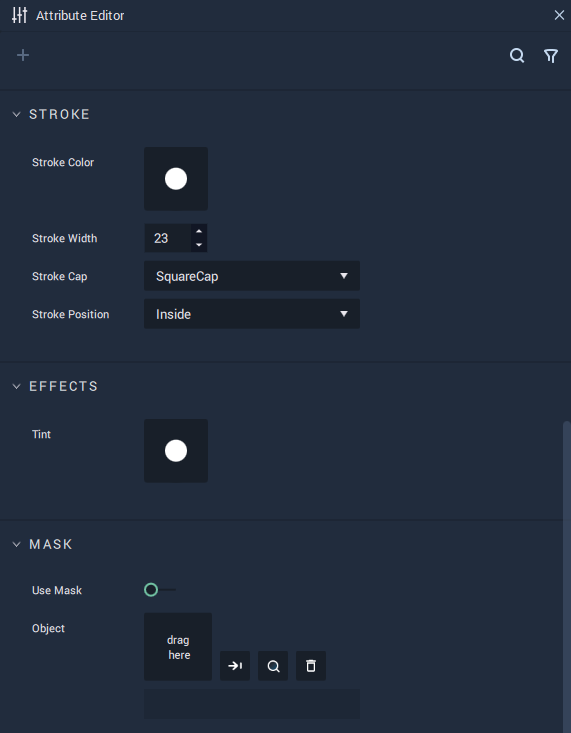 Attribute Editor
STROKE
Stroke Color
Stroke Width 23
Stroke Cap SquareCap
Stroke Position Inside
EFFECTS
Tint
MASK
Use Mask
Object
drag
here